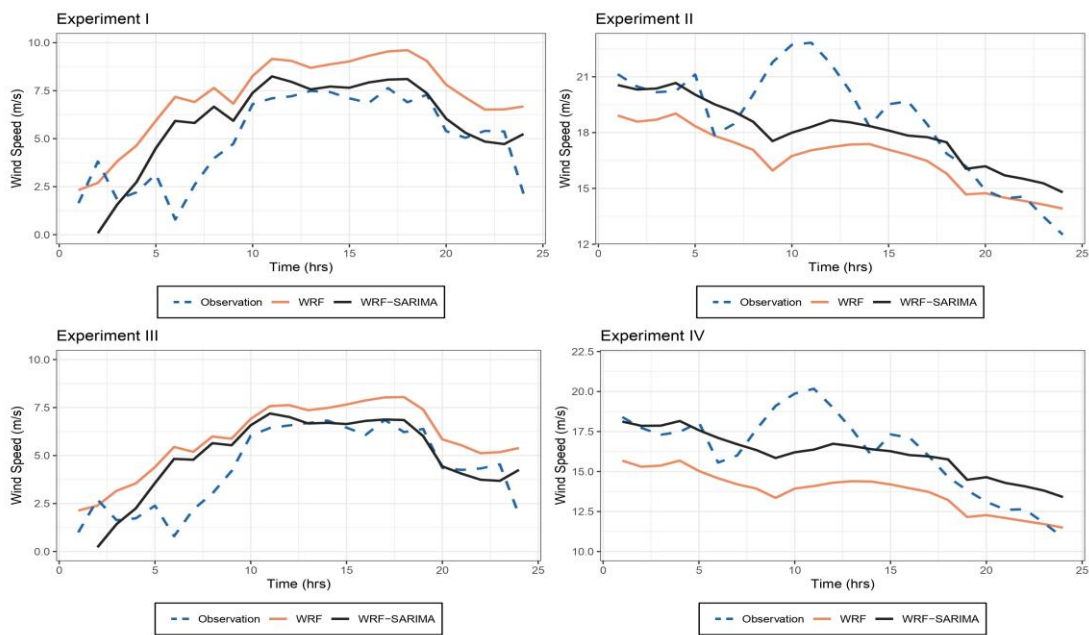 Experiment I
Wind Speed (m/s)
10.0
7.5
5.0
2.5
0.0
0 5 10 15 20 25
Time (hrs)
Observation WRF WRF-SARIMA
Experiment II
Wind Speed (m/s)
21
18
15
12
0 5 10 15 20 25
Time (hrs)
Observation WRF WRF-SARIMA
Experiment III
Wind Speed (m/s)
10.0
7.5
5.0
2.5
0.0
0 5 10 15 20 25
Time (hrs)
Observation WRF WRF-SARIMA
Experiment IV
Wind Speed (m/s)
22.5
20.0
17.5
15.0
12.5
10.0
0 5 10 15 20 25
Time (hrs)
Observation WRF WRF-SARIMA